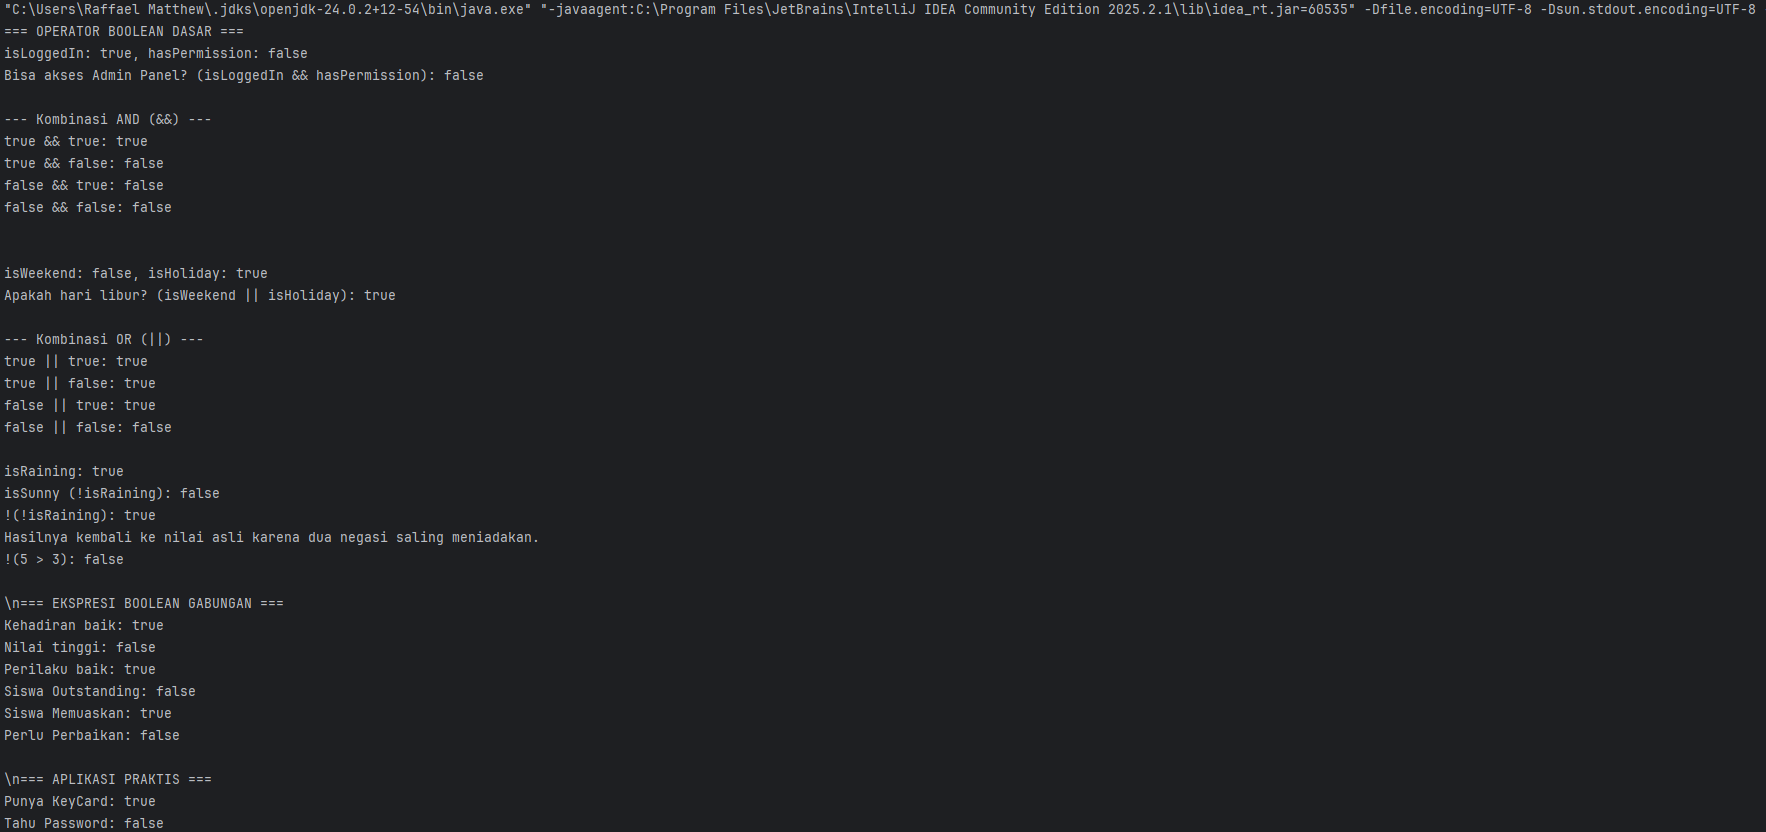 "C:\Users\Raffael Matthew\.jdks\openjdk-24.0.2+12-54\bin\java.exe" "-javaagent:C:\Program Files\JetBrains\IntelliJ IDEA Community Edition 2025.2.1\lib\idea_rt.jar=60535" -Dfile.encoding=UTF-8 -Dsun.stdout.encoding=UTF-8
=== OPERATOR BOOLEAN DASAR ===
isLoggedIn: true, hasPermission: false
Bisa akses Admin Panel? (isLoggedIn && hasPermission): false
--- Kombinasi AND (&&) ---
true && true: true
true && false: false
false && true: false
false && false: false
isWeekend: false, isHoliday: true
Apakah hari libur? (isWeekend || isHoliday): true
--- Kombinasi OR (||) ---
true || true: true
true || false: true
false || true: true
false || false: false
isRaining: true
isSunny (!isRaining): false
!(!isRaining): true
Hasilnya kembali ke nilai asli karena dua negasi saling meniadakan.
!(5 > 3): false
\n=== EKSPRESI BOOLEAN GABUNGAN ===
Kehadiran baik: true
Nilai tinggi: false
Perilaku baik: true
Siswa Outstanding: false
Siswa Memuaskan: true
Perlu Perbaikan: false
\n=== APLIKASI PRAKTIS ===
Punya KeyCard: true
Tahu Password: false